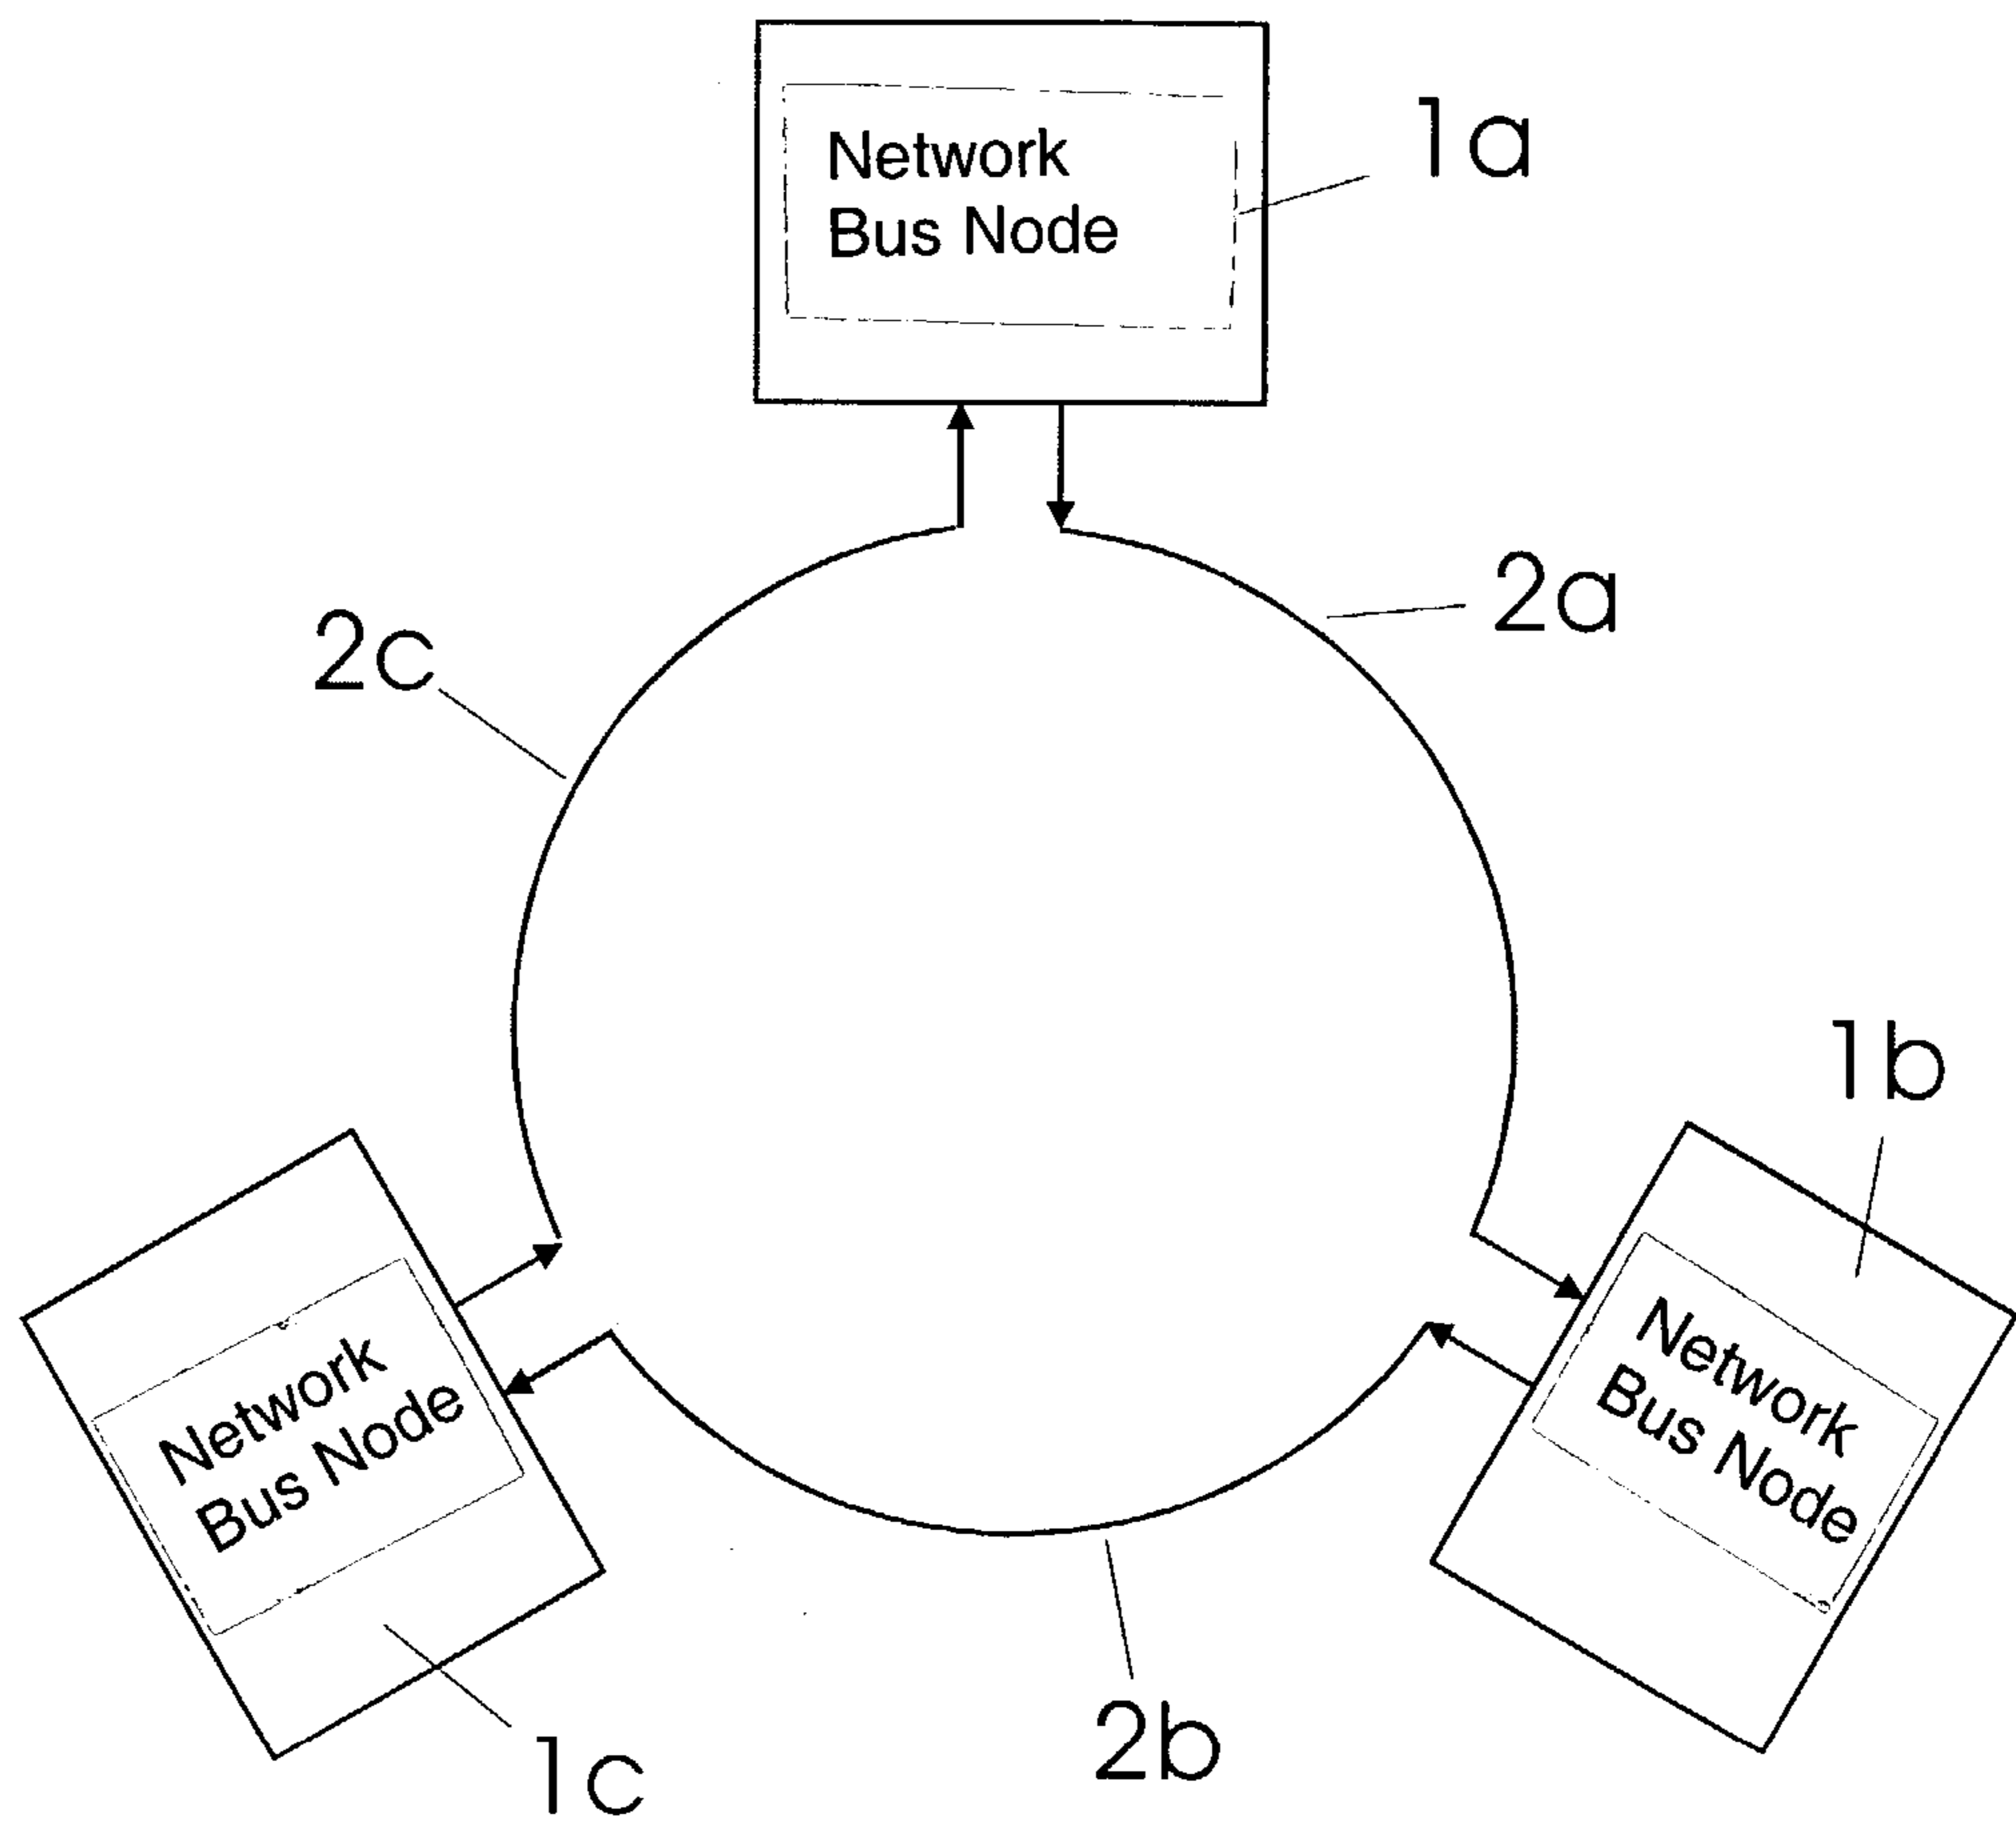 Network
Bus Node
1a
2a
2c
1b
Network
Bus Node
Network
Bus Node
2b
1c